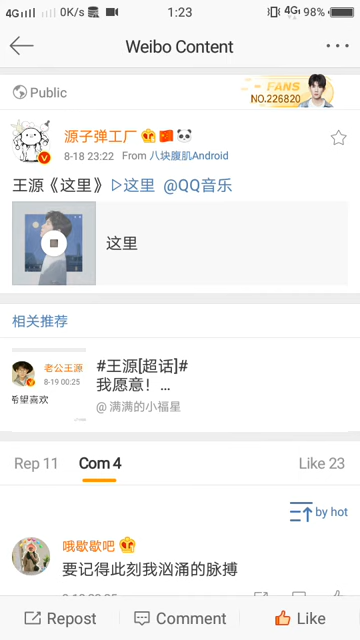 4G 4G 0K/s 1:23 4G 98%
Weibo Content
Public
FANS
NO.226820
源子弹工厂
8-18 23:22 From 八块腹肌Android
王源《这里》▷这里 @QQ音乐
这里
相关推荐
老公王源
8-19 00:25
希望喜欢
#王源[超话]#
我愿意！...
@满满的小福星
Rep 11 Com 4 Like 23
by hot
哦歇歇吧
要记得此刻我汹涌的脉搏
Repost Comment Like